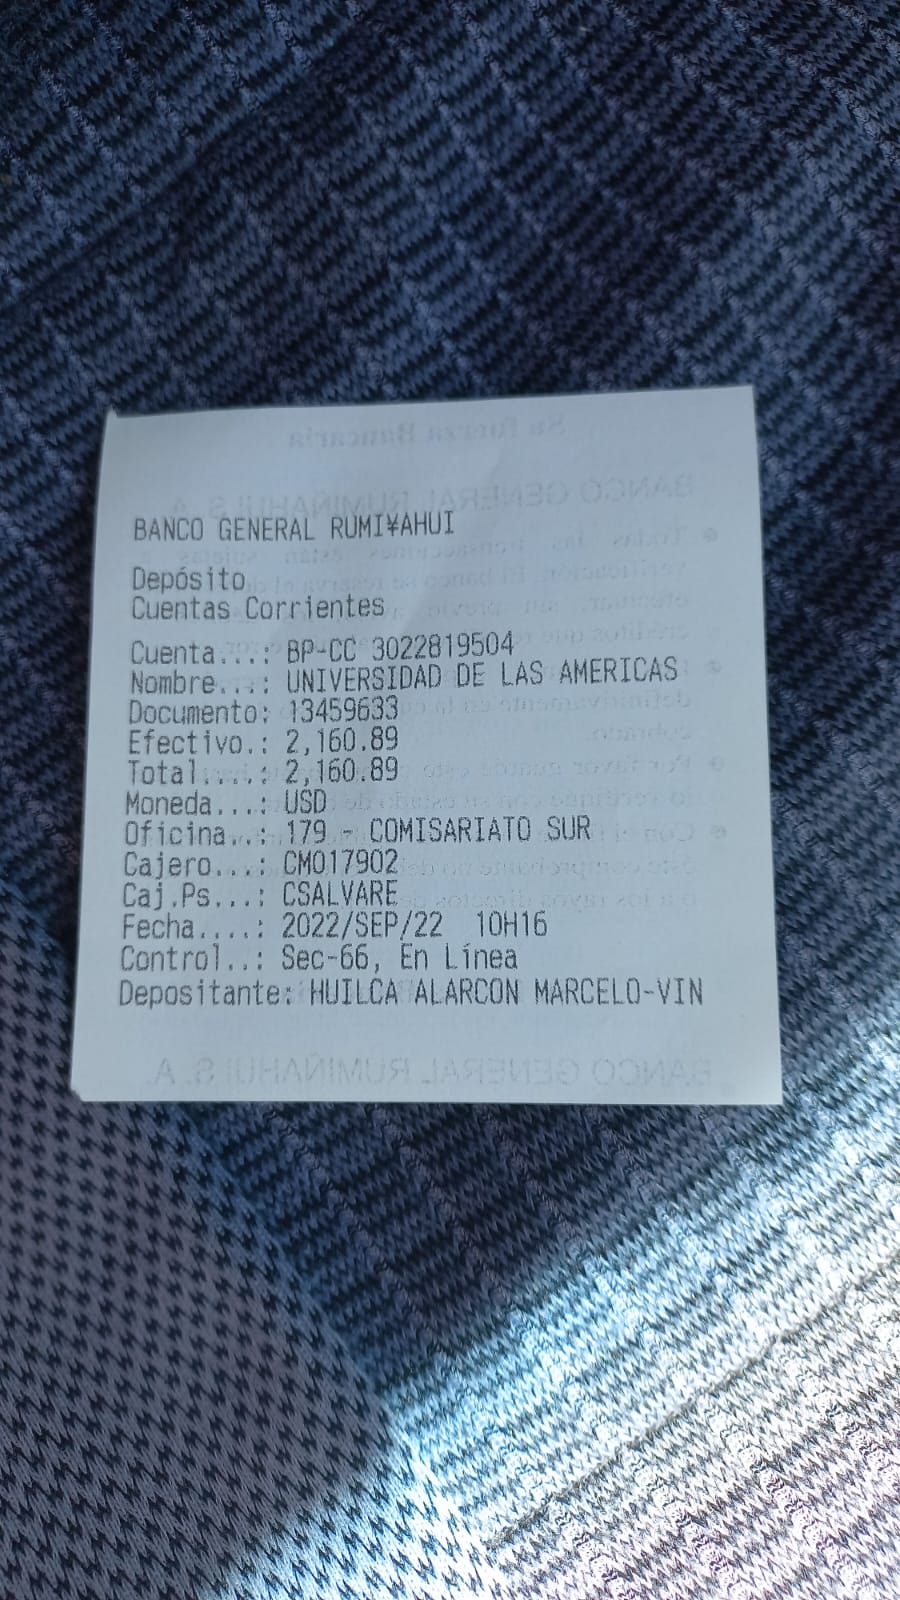 BANCO GENERAL RUMI¥AHUI
Depósito
Cuentas Corrientes
Cuenta...: BP-CC 3022819504
Nombre...: UNIVERSIDAD DE LAS AMERICAS
Documento: 13459633
Efectivo.: 2,160.89
Total....: 2,160.89
Moneda...: USD
Oficina..: 179 - COMISARIATO SUR
Cajero...: CM017902
Caj.Ps...: CSALVARE
Fecha....: 2022/SEP/22 10H16
Control..: Sec-66, En Línea
Depositante: HUILCA ALARCON MARCELO-VIN